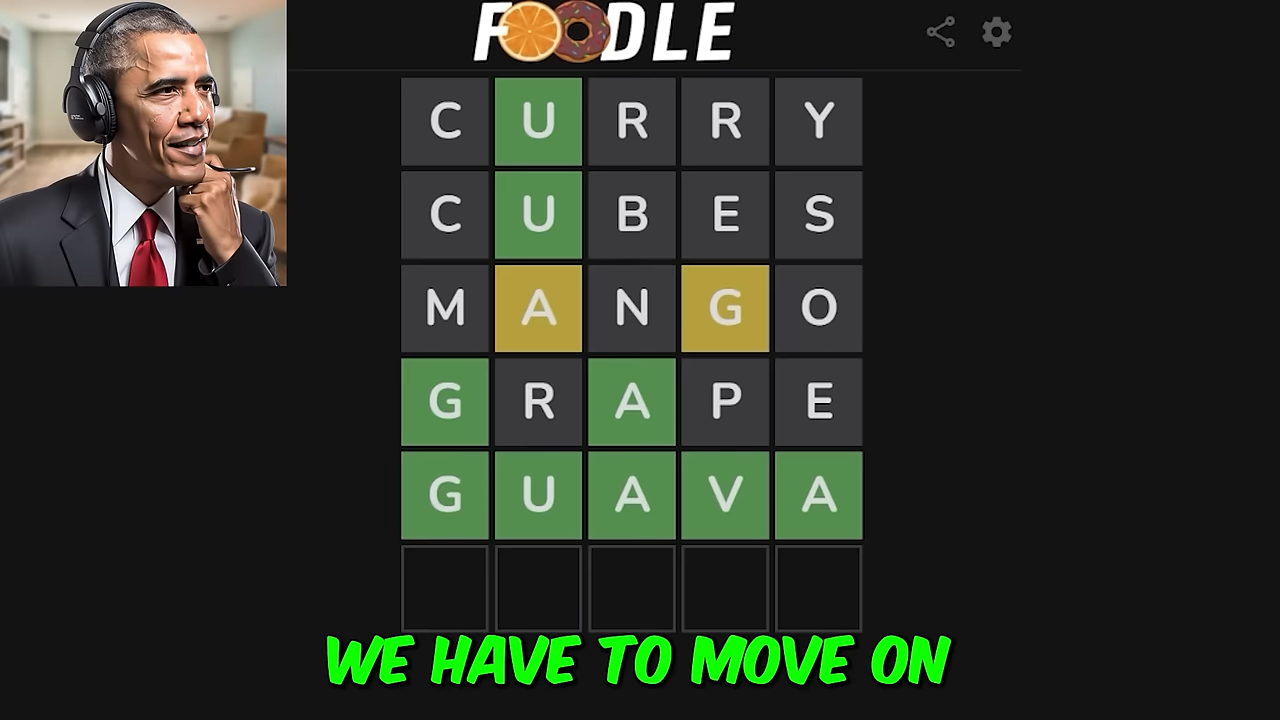 FOODLE
CURRY
CUBES
MANGO
GRAPE
GUAVA
WE HAVE TO MOVE ON